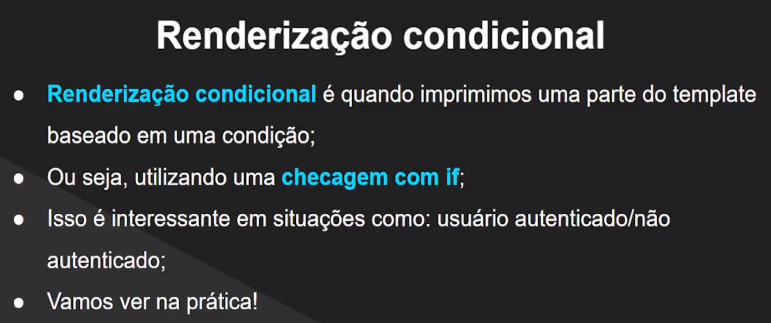 Renderização condicional
● Renderização condicional é quando imprimimos uma parte do template
baseado em uma condição;
● Ou seja, utilizando uma checagem com if;
● Isso é interessante em situações como: usuário autenticado/não
autenticado;
● Vamos ver na prática!